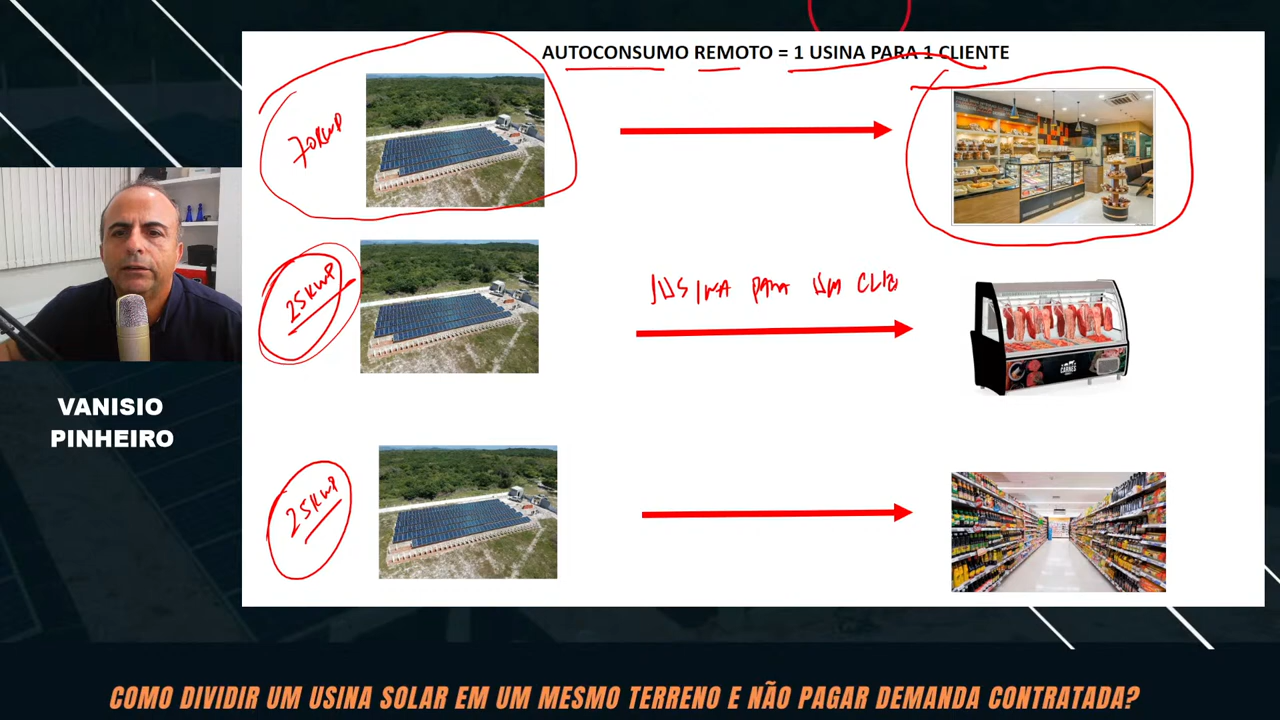 AUTOCONSUMO REMOTO = 1 USINA PARA 1 CLIENTE
70KWP
25KWP
1USINA PARA UM CLIE
CARNES
VANISIO
PINHEIRO
25KWP
COMO DIVIDIR UM USINA SOLAR EM UM MESMO TERRENO E NÃO PAGAR DEMANDA CONTRATADA?